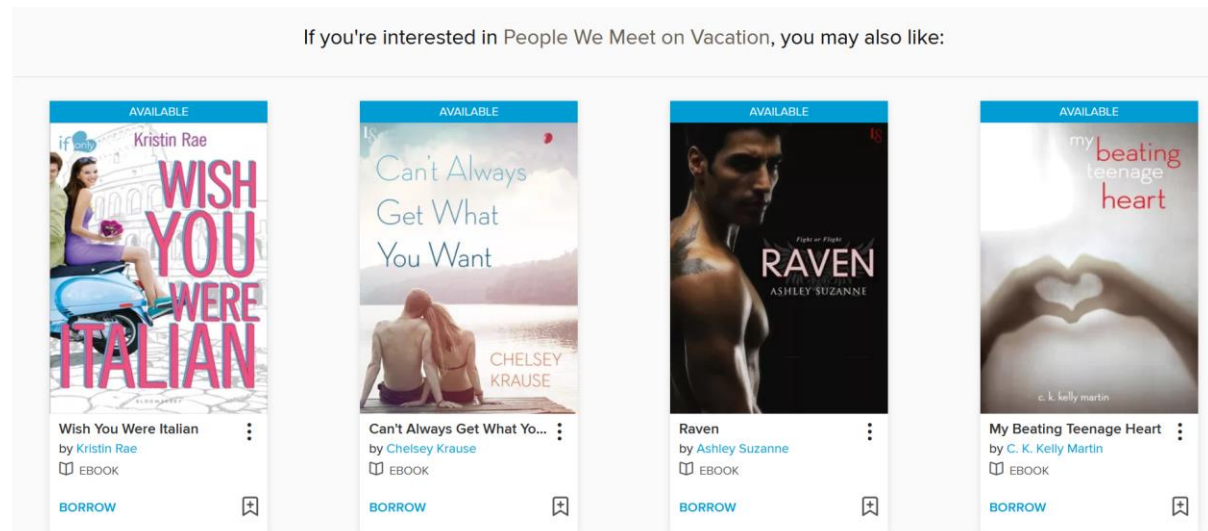 If you're interested in People We Meet on Vacation, you may also like:
AVAILABLE
if only
Kristin Rae
WISH
YOU
WERE
ITALIAN
BLOOMSBURY
Wish You Were Italian
by Kristin Rae
EBOOK
BORROW
AVAILABLE
LS
Can't Always
Get What
You Want
CHELSEY
KRAUSE
Can't Always Get What Yo...
by Chelsey Krause
EBOOK
BORROW
AVAILABLE
LS
Fight or Flight
RAVEN
ASHLEY SUZANNE
Raven
by Ashley Suzanne
EBOOK
BORROW
AVAILABLE
my
beating
teenage
heart
c. k. kelly martin
My Beating Teenage Heart
by C. K. Kelly Martin
EBOOK
BORROW